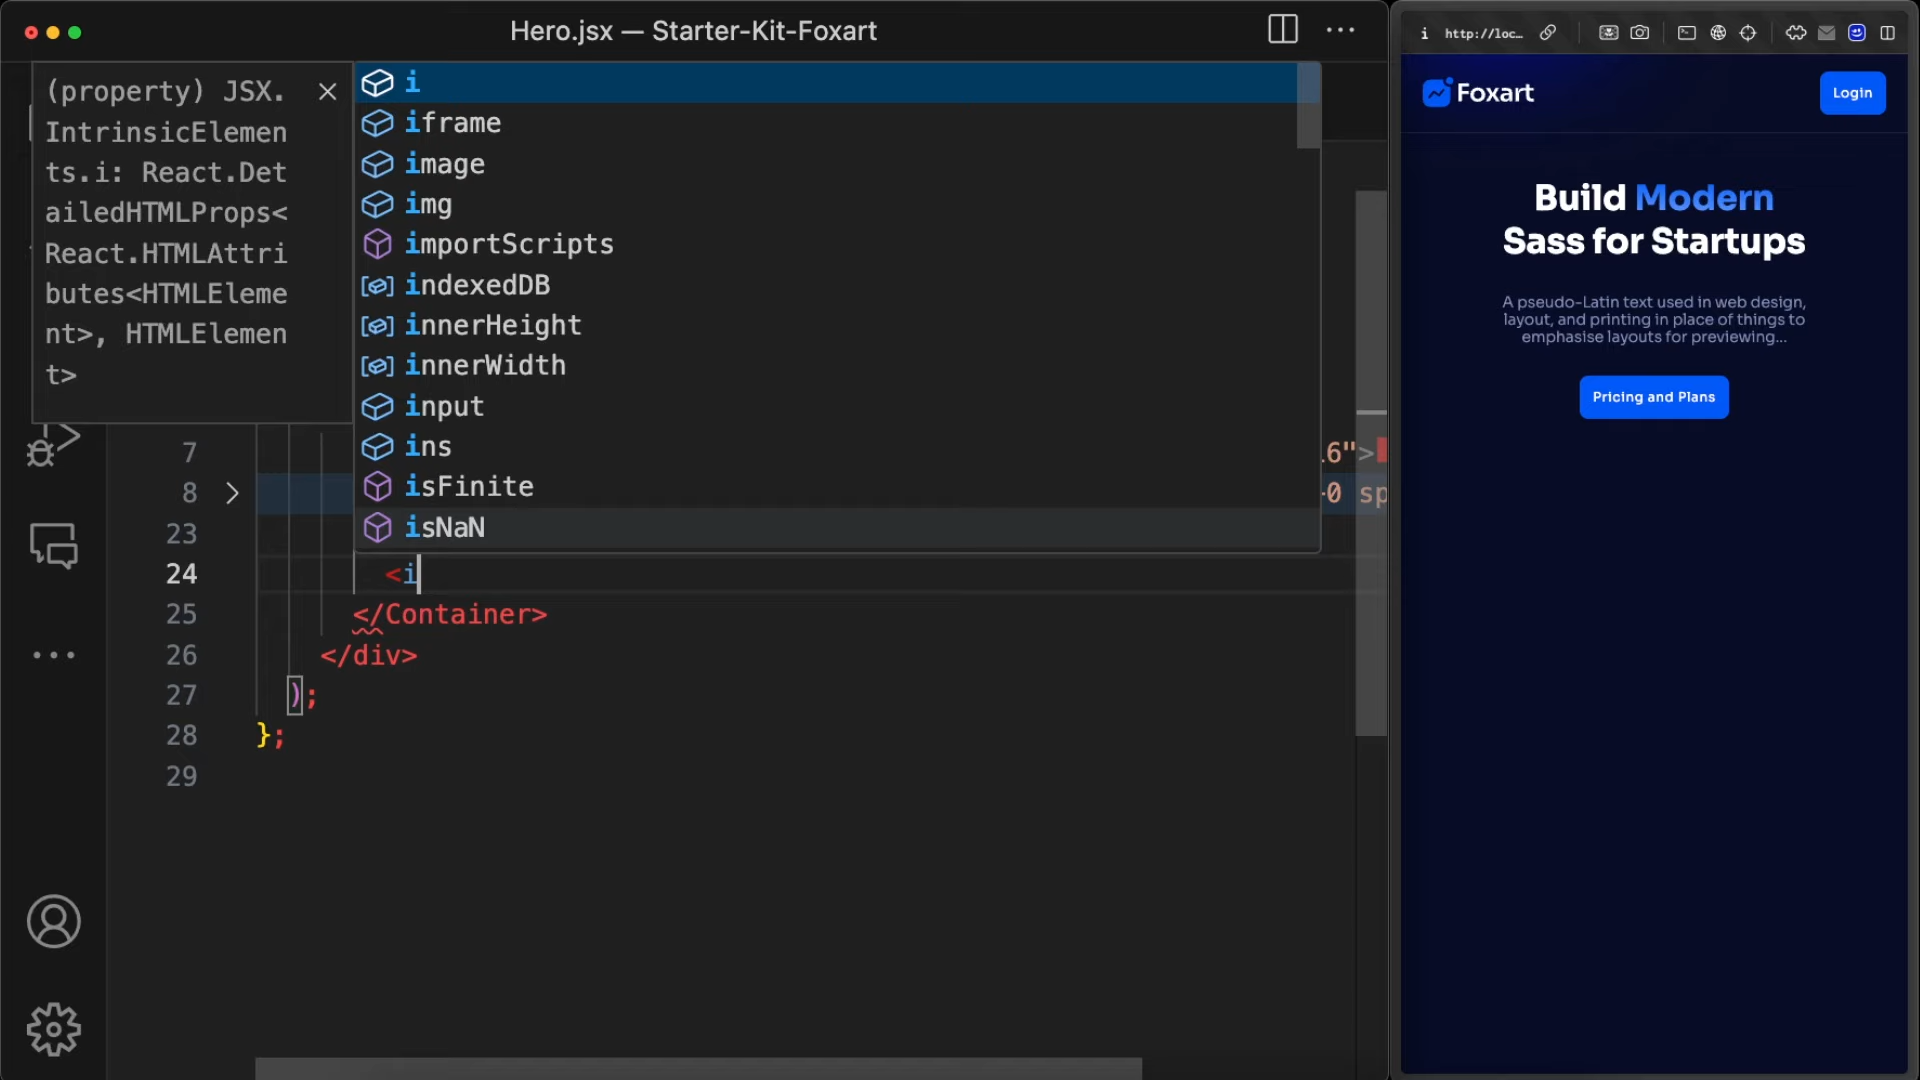 Hero.jsx — Starter-Kit-Foxart
(property) JSX.
IntrinsicElemen
ts.i: React.Det
ailedHTMLProps<
React.HTMLAttri
butes<HTMLEleme
nt>, HTMLElemen
t>
i
iframe
image
img
importScripts
indexedDB
innerHeight
innerWidth
input
ins
isFinite
isNaN
7
6">
8
0 sp
23
24 <i
25 </Container>
26 </div>
27 );
28 };
29
http://loc…
Foxart
Login
Build Modern
Sass for Startups
A pseudo-Latin text used in web design,
layout, and printing in place of things to
emphasise layouts for previewing...
Pricing and Plans